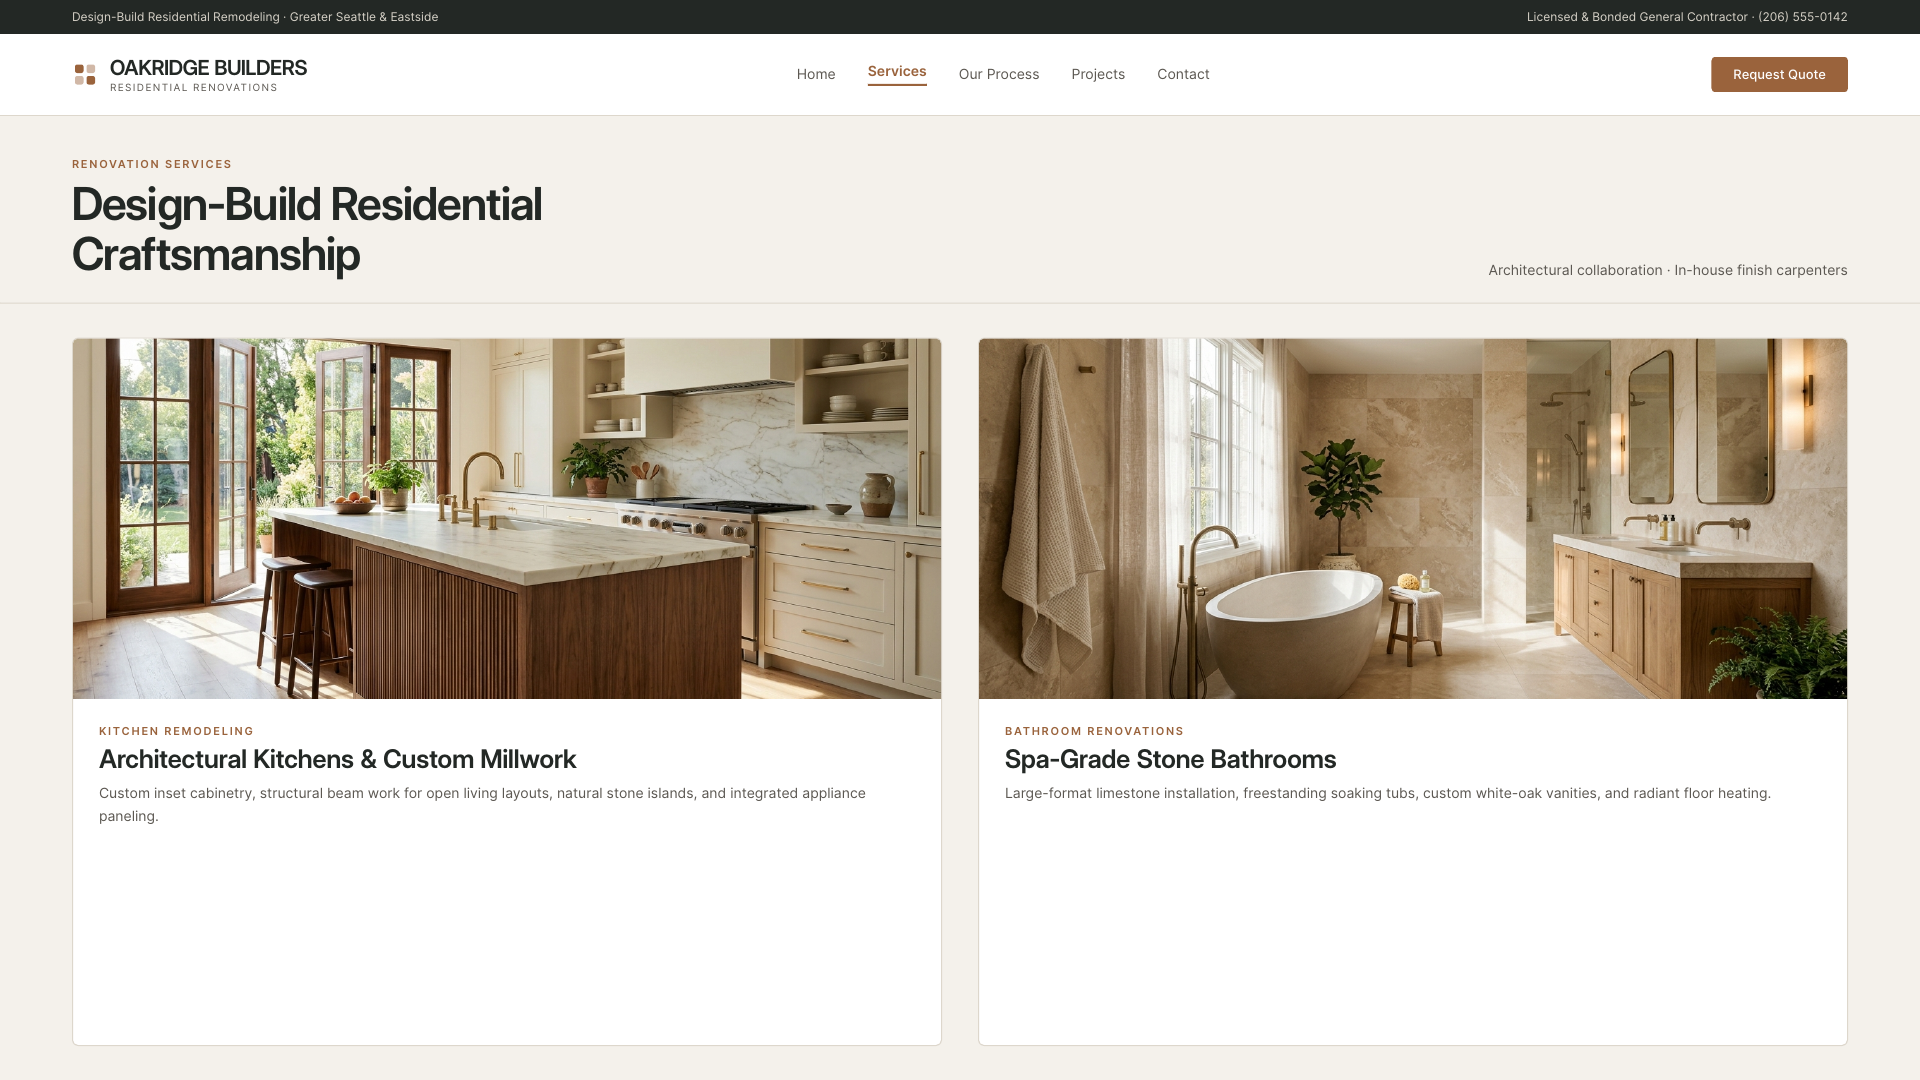 Design-Build Residential Remodeling · Greater Seattle & Eastside
Licensed & Bonded General Contractor · (206) 555-0142
OAKRIDGE BUILDERS
RESIDENTIAL RENOVATIONS
Home
Services
Our Process
Projects
Contact
Request Quote
RENOVATION SERVICES
Design-Build Residential
Craftsmanship
Architectural collaboration · In-house finish carpenters
KITCHEN REMODELING
Architectural Kitchens & Custom Millwork
Custom inset cabinetry, structural beam work for open living layouts, natural stone islands, and integrated appliance
paneling.
BATHROOM RENOVATIONS
Spa-Grade Stone Bathrooms
Large-format limestone installation, freestanding soaking tubs, custom white-oak vanities, and radiant floor heating.